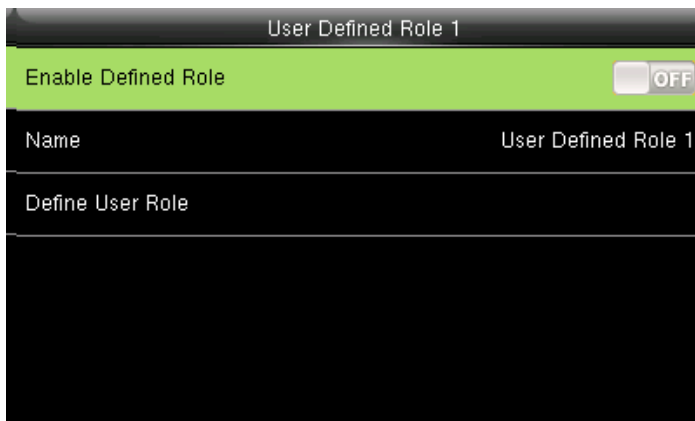 User Defined Role 1
Enable Defined Role OFF
Name User Defined Role 1
Define User Role